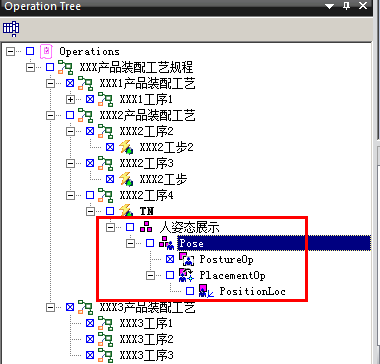 Operation Tree
Operations
XXX产品装配工艺规程
XXX1产品装配工艺
XXX1工序1
XXX2产品装配工艺
XXX2工序2
XXX2工步2
XXX2工序3
XXX2工步
XXX2工序4
TN
人姿态展示
Pose
PostureOp
PlacementOp
PositionLoc
XXX3产品装配工艺
XXX3工序1
XXX3工序2
XXX3工序3